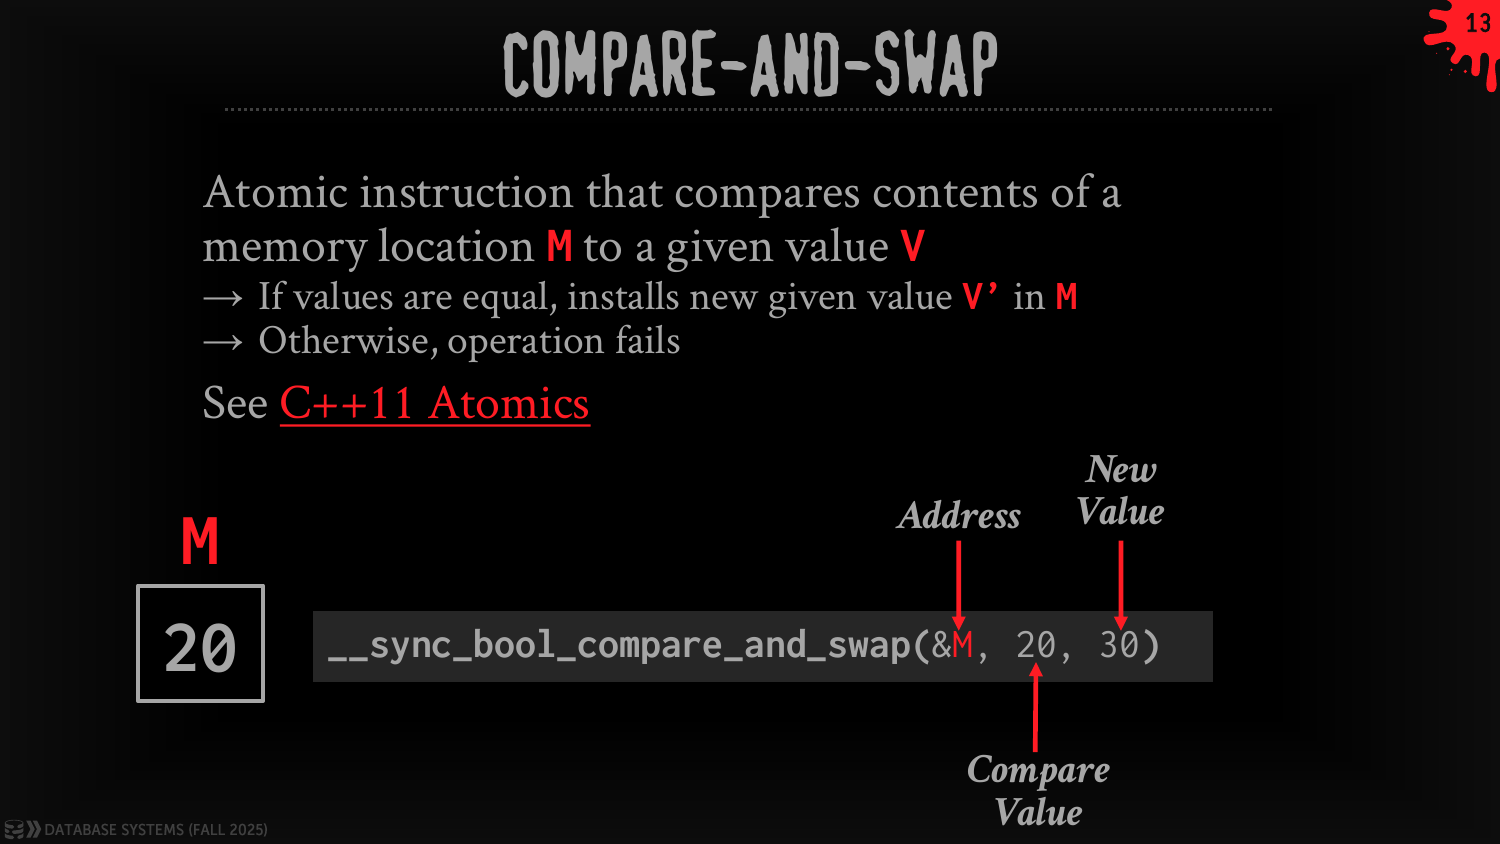 13
COMPARE-AND-SWAP
Atomic instruction that compares contents of a
memory location M to a given value V
→ If values are equal, installs new given value V’ in M
→ Otherwise, operation fails
See C++11 Atomics
New
Value
Address
M
20
__sync_bool_compare_and_swap(&M, 20, 30)
Compare
Value
DATABASE SYSTEMS (FALL 2025)